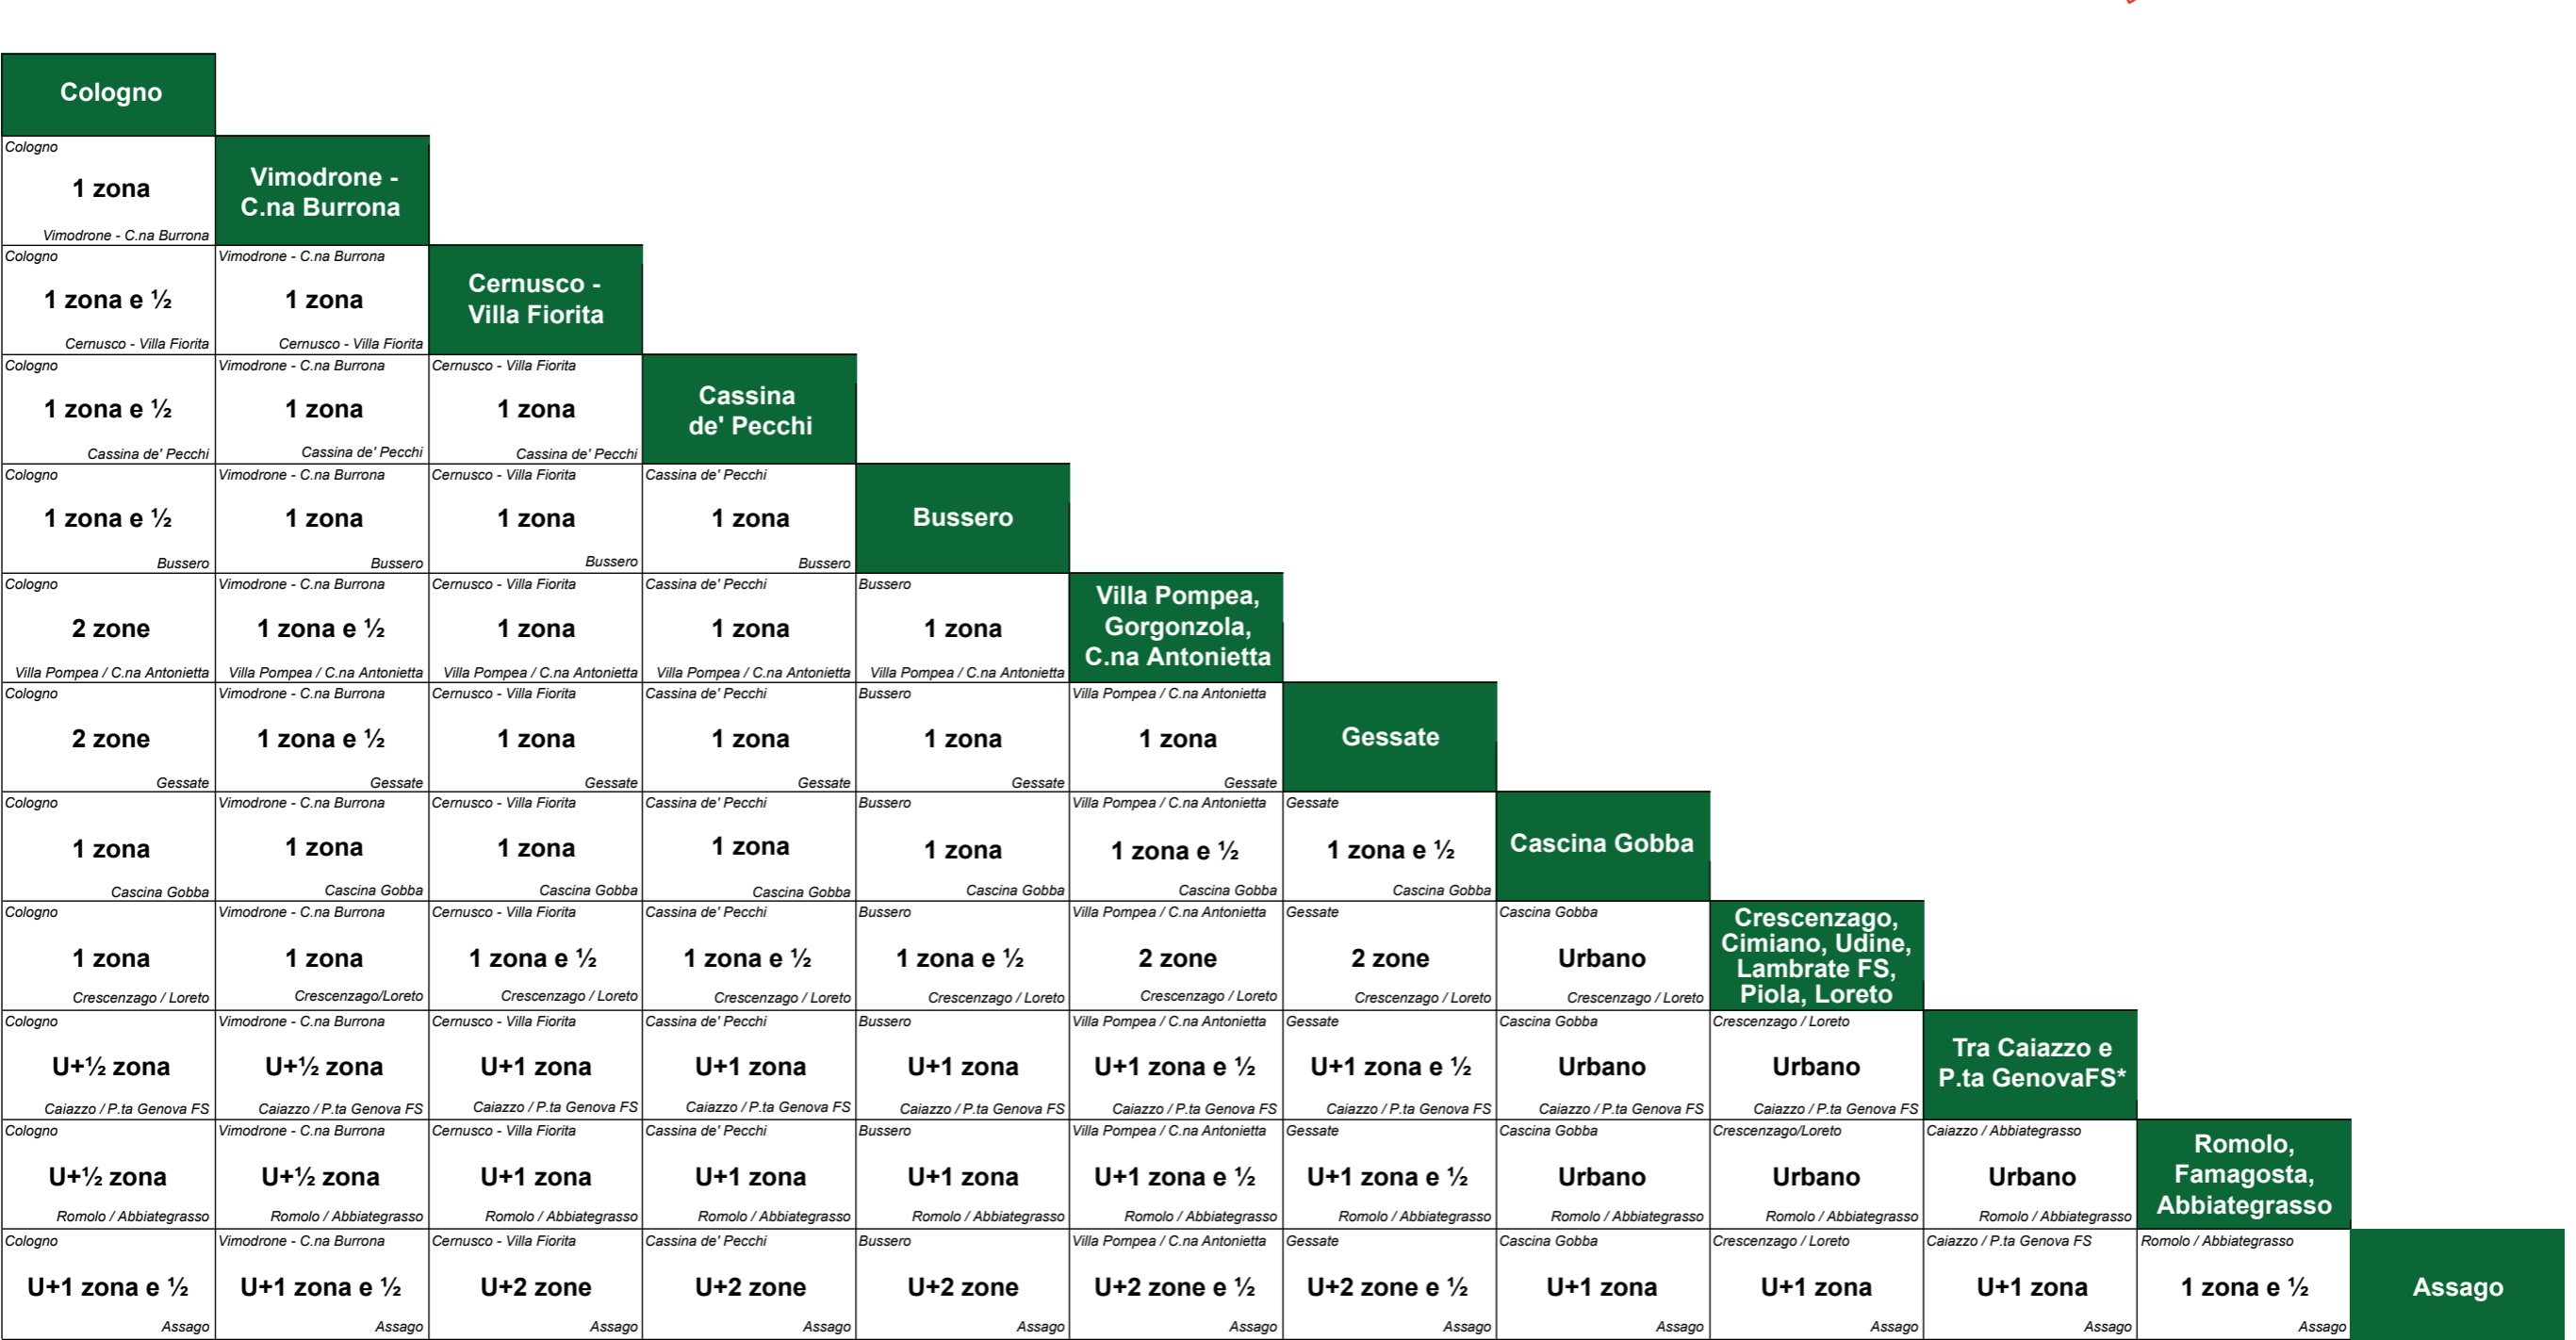 Cologno
Cologno
1 zona
Vimodrone - C.na Burrona
Vimodrone -
C.na Burrona
Cologno
1 zona e ½
Cernusco - Villa Fiorita
Vimodrone - C.na Burrona
1 zona
Cernusco - Villa Fiorita
Cernusco -
Villa Fiorita
Cologno
1 zona e ½
Cassina de' Pecchi
Vimodrone - C.na Burrona
1 zona
Cassina de' Pecchi
Cernusco - Villa Fiorita
1 zona
Cassina de' Pecchi
Cassina
de' Pecchi
Cologno
1 zona e ½
Bussero
Vimodrone - C.na Burrona
1 zona
Bussero
Cernusco - Villa Fiorita
1 zona
Bussero
Cassina de' Pecchi
1 zona
Bussero
Bussero
Cologno
2 zone
Villa Pompea / C.na Antonietta
Vimodrone - C.na Burrona
1 zona e ½
Villa Pompea / C.na Antonietta
Cernusco - Villa Fiorita
1 zona
Villa Pompea / C.na Antonietta
Cassina de' Pecchi
1 zona
Villa Pompea / C.na Antonietta
Bussero
1 zona
Villa Pompea / C.na Antonietta
Villa Pompea,
Gorgonzola,
C.na Antonietta
Cologno
2 zone
Gessate
Vimodrone - C.na Burrona
1 zona e ½
Gessate
Cernusco - Villa Fiorita
1 zona
Gessate
Cassina de' Pecchi
1 zona
Gessate
Bussero
1 zona
Gessate
Villa Pompea / C.na Antonietta
1 zona
Gessate
Gessate
Cologno
1 zona
Cascina Gobba
Vimodrone - C.na Burrona
1 zona
Cascina Gobba
Cernusco - Villa Fiorita
1 zona
Cascina Gobba
Cassina de' Pecchi
1 zona
Cascina Gobba
Bussero
1 zona
Cascina Gobba
Villa Pompea / C.na Antonietta
1 zona e ½
Cascina Gobba
Gessate
1 zona e ½
Cascina Gobba
Cascina Gobba
Cologno
1 zona
Crescenzago / Loreto
Vimodrone - C.na Burrona
1 zona
Crescenzago/Loreto
Cernusco - Villa Fiorita
1 zona e ½
Crescenzago / Loreto
Cassina de' Pecchi
1 zona e ½
Crescenzago / Loreto
Bussero
1 zona e ½
Crescenzago / Loreto
Villa Pompea / C.na Antonietta
2 zone
Crescenzago / Loreto
Gessate
2 zone
Crescenzago / Loreto
Cascina Gobba
Urbano
Crescenzago / Loreto
Crescenzago,
Cimiano, Udine,
Lambrate FS,
Piola, Loreto
Cologno
U+½ zona
Caiazzo / P.ta Genova FS
Vimodrone - C.na Burrona
U+½ zona
Caiazzo / P.ta Genova FS
Cernusco - Villa Fiorita
U+1 zona
Caiazzo / P.ta Genova FS
Cassina de' Pecchi
U+1 zona
Caiazzo / P.ta Genova FS
Bussero
U+1 zona
Caiazzo / P.ta Genova FS
Villa Pompea / C.na Antonietta
U+1 zona e ½
Caiazzo / P.ta Genova FS
Gessate
U+1 zona e ½
Caiazzo / P.ta Genova FS
Cascina Gobba
Urbano
Caiazzo / P.ta Genova FS
Crescenzago / Loreto
Urbano
Caiazzo / P.ta Genova FS
Tra Caiazzo e
P.ta GenovaFS*
Cologno
U+½ zona
Romolo / Abbiategrasso
Vimodrone - C.na Burrona
U+½ zona
Romolo / Abbiategrasso
Cernusco - Villa Fiorita
U+1 zona
Romolo / Abbiategrasso
Cassina de' Pecchi
U+1 zona
Romolo / Abbiategrasso
Bussero
U+1 zona
Romolo / Abbiategrasso
Villa Pompea / C.na Antonietta
U+1 zona e ½
Romolo / Abbiategrasso
Gessate
U+1 zona e ½
Romolo / Abbiategrasso
Cascina Gobba
Urbano
Romolo / Abbiategrasso
Crescenzago/Loreto
Urbano
Romolo / Abbiategrasso
Caiazzo / Abbiategrasso
Urbano
Romolo / Abbiategrasso
Romolo,
Famagosta,
Abbiategrasso
Cologno
U+1 zona e ½
Assago
Vimodrone - C.na Burrona
U+1 zona e ½
Assago
Cernusco - Villa Fiorita
U+2 zone
Assago
Cassina de' Pecchi
U+2 zone
Assago
Bussero
U+2 zone
Assago
Villa Pompea / C.na Antonietta
U+2 zone e ½
Assago
Gessate
U+2 zone e ½
Assago
Cascina Gobba
U+1 zona
Assago
Crescenzago / Loreto
U+1 zona
Assago
Caiazzo / P.ta Genova FS
U+1 zona
Assago
Romolo / Abbiategrasso
1 zona e ½
Assago
Assago